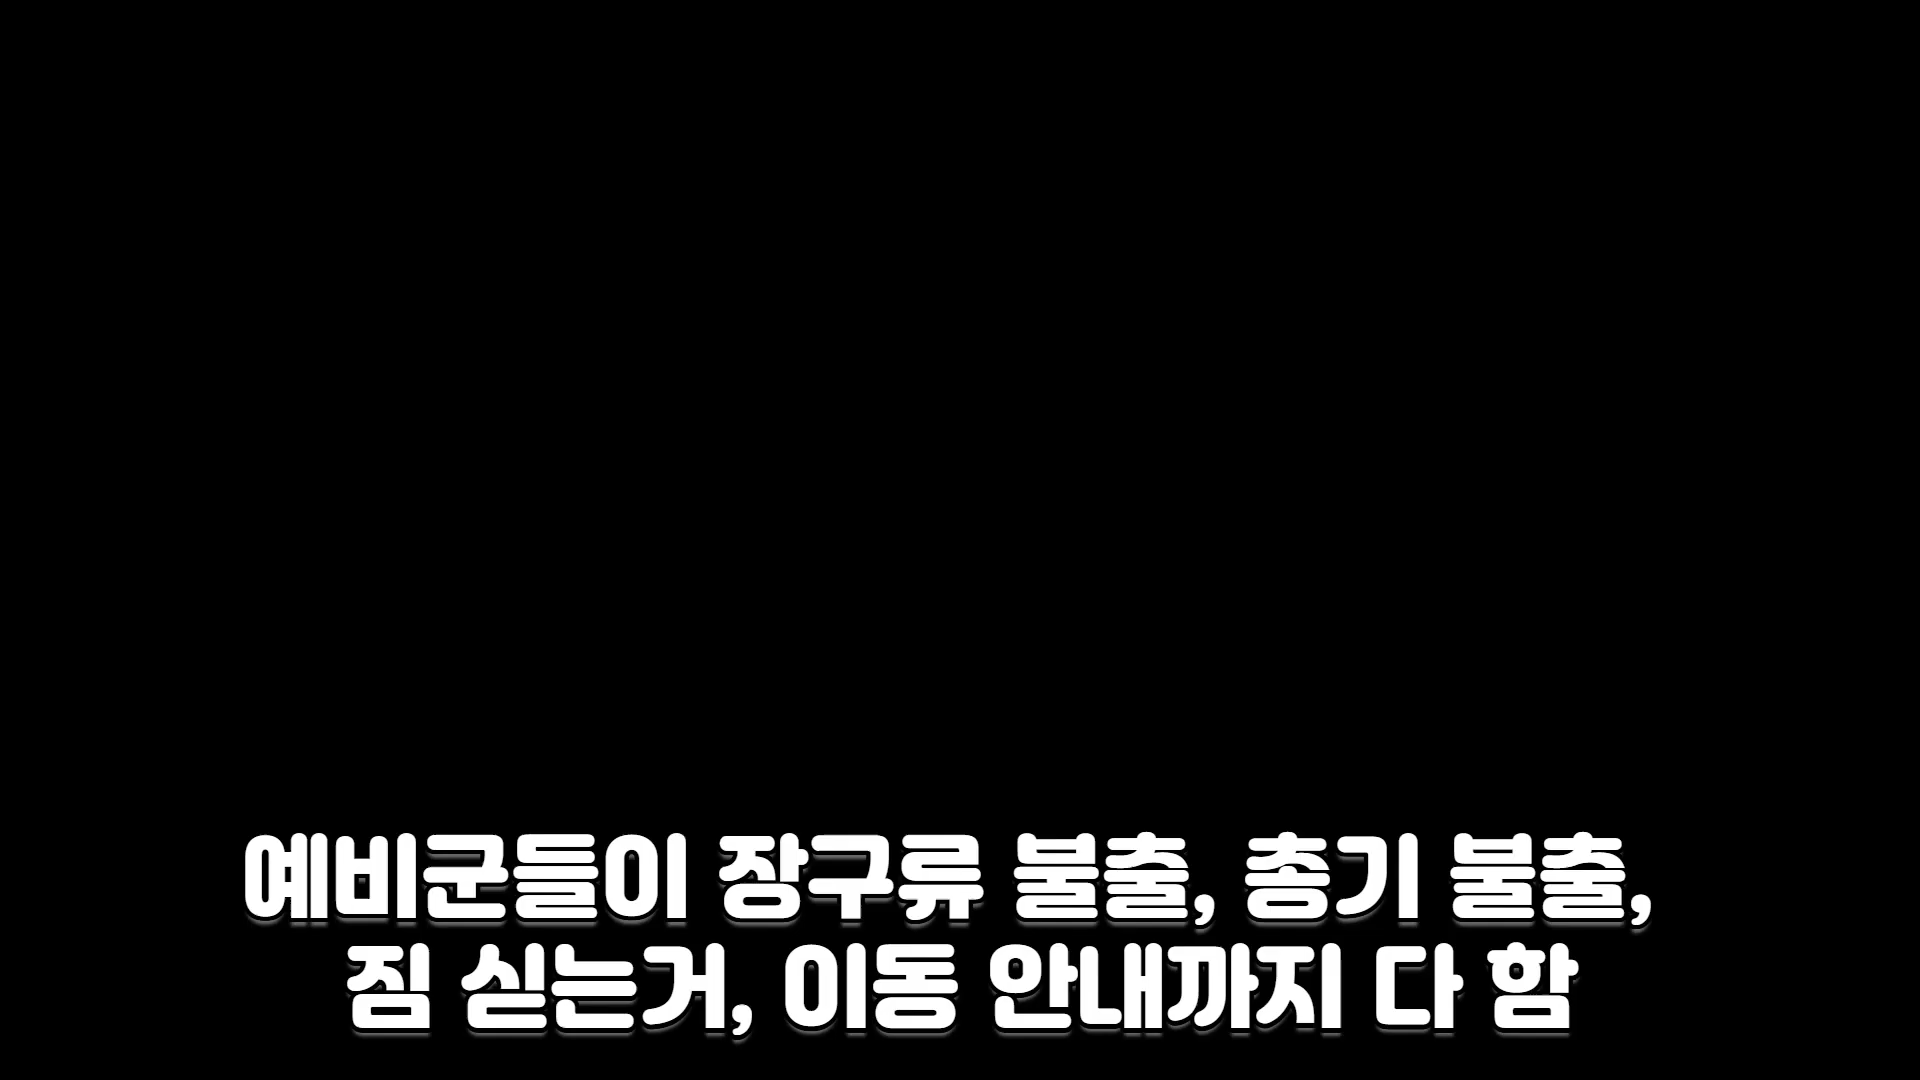 예비군들이 장구류 불출, 총기 불출,
짐 싣는거, 이동 안내까지 다 함